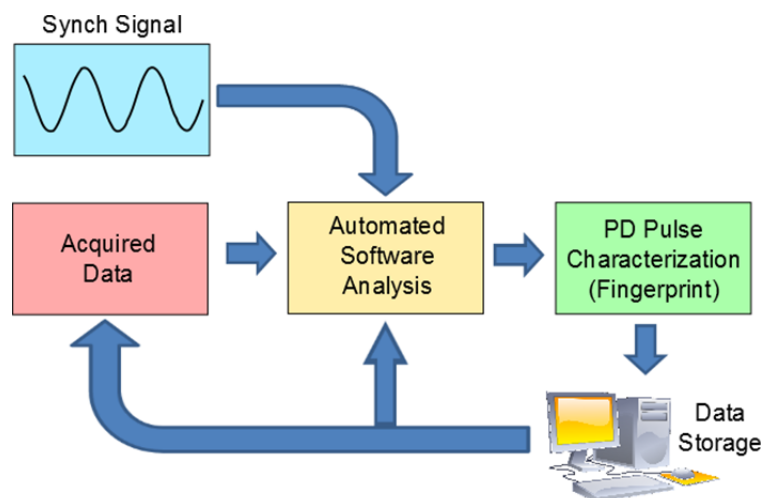 Synch Signal
Acquired
Data
Automated
Software
Analysis
PD Pulse
Characterization
(Fingerprint)
Data
Storage